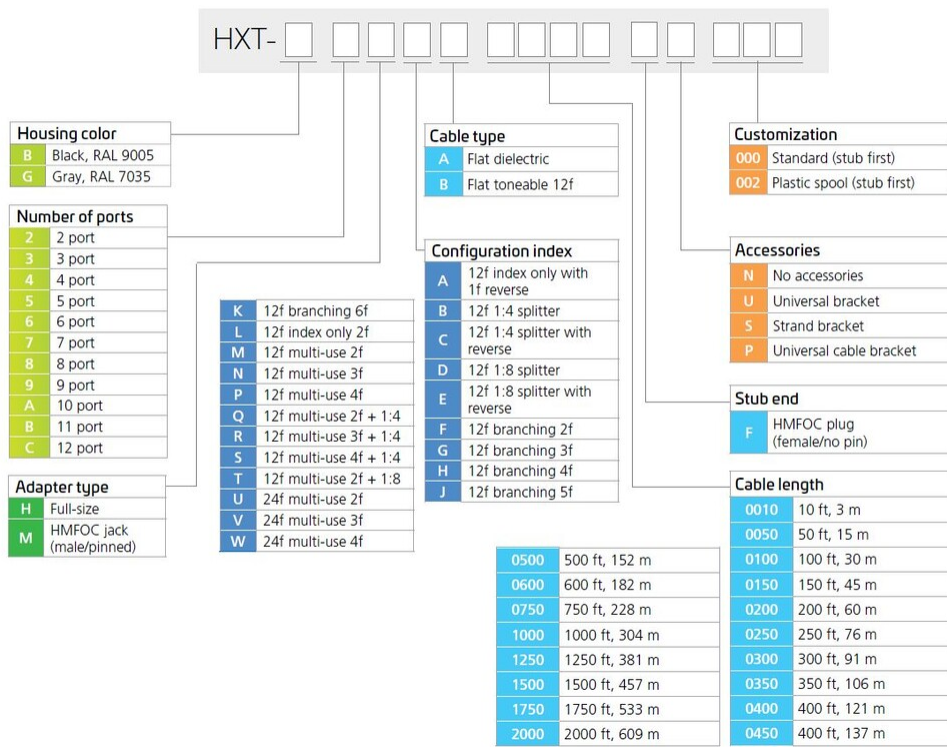 HXT-
Housing color
B Black, RAL 9005
G Gray, RAL 7035
Number of ports
2 2 port
3 3 port
4 4 port
5 5 port
6 6 port
7 7 port
8 8 port
9 9 port
A 10 port
B 11 port
C 12 port
Adapter type
H Full-size
M HMFOC jack
(male/pinned)
K 12f branching 6f
L 12f index only 2f
M 12f multi-use 2f
N 12f multi-use 3f
P 12f multi-use 4f
Q 12f multi-use 2f + 1:4
R 12f multi-use 3f + 1:4
S 12f multi-use 4f + 1:4
T 12f multi-use 2f + 1:8
U 24f multi-use 2f
V 24f multi-use 3f
W 24f multi-use 4f
Cable type
A Flat dielectric
B Flat toneable 12f
Configuration index
A 12f index only with
1f reverse
B 12f 1:4 splitter
C 12f 1:4 splitter with
reverse
D 12f 1:8 splitter
E 12f 1:8 splitter with
reverse
F 12f branching 2f
G 12f branching 3f
H 12f branching 4f
J 12f branching 5f
Customization
000 Standard (stub first)
002 Plastic spool (stub first)
Accessories
N No accessories
U Universal bracket
S Strand bracket
P Universal cable bracket
Stub end
F HMFOC plug
(female/no pin)
Cable length
0010 10 ft, 3 m
0050 50 ft, 15 m
0100 100 ft, 30 m
0150 150 ft, 45 m
0200 200 ft, 60 m
0250 250 ft, 76 m
0300 300 ft, 91 m
0350 350 ft, 106 m
0400 400 ft, 121 m
0450 400 ft, 137 m
0500 500 ft, 152 m
0600 600 ft, 182 m
0750 750 ft, 228 m
1000 1000 ft, 304 m
1250 1250 ft, 381 m
1500 1500 ft, 457 m
1750 1750 ft, 533 m
2000 2000 ft, 609 m